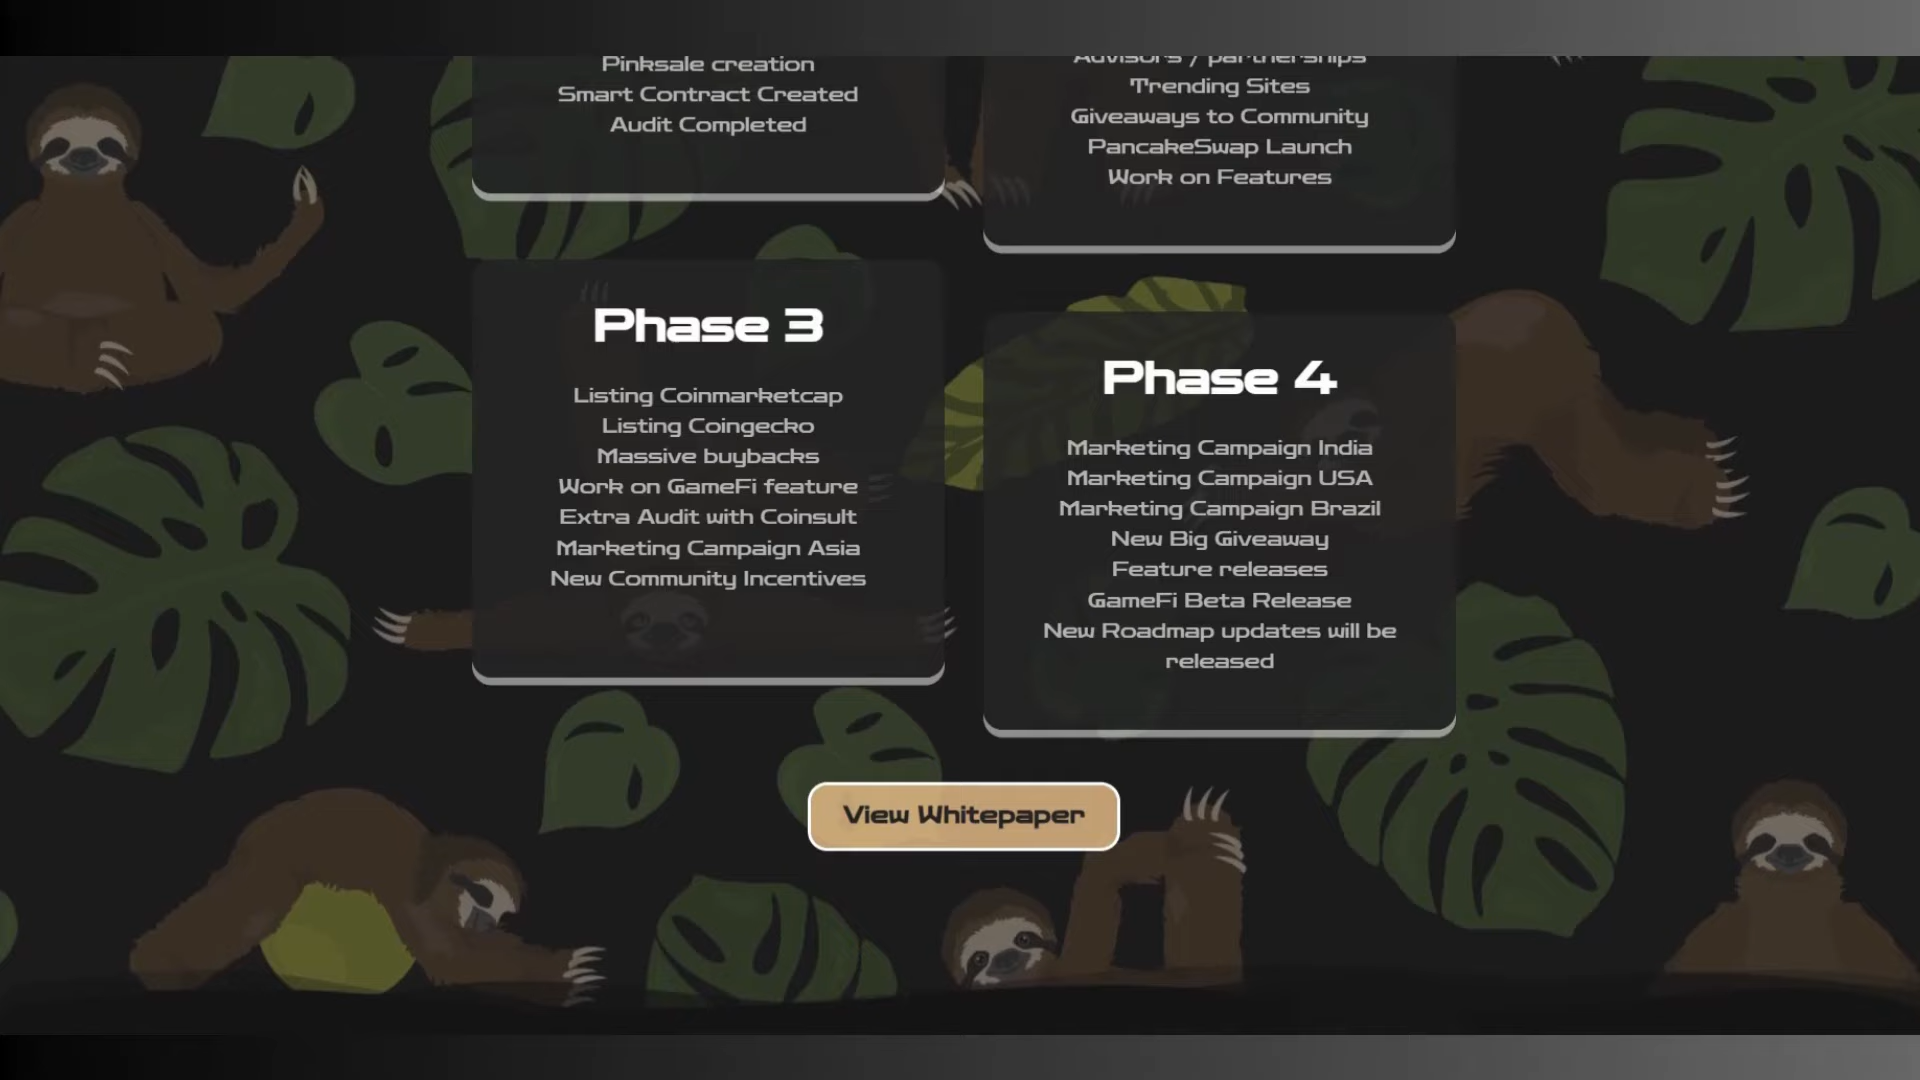 Pinksale creation
Smart Contract Created
Audit Completed
Advisors / partnerships
Trending Sites
Giveaways to Community
PancakeSwap Launch
Work on Features
Phase 3
Listing Coinmarketcap
Listing Coingecko
Massive buybacks
Work on GameFi feature
Extra Audit with Coinsult
Marketing Campaign Asia
New Community Incentives
Phase 4
Marketing Campaign India
Marketing Campaign USA
Marketing Campaign Brazil
New Big Giveaway
Feature releases
GameFi Beta Release
New Roadmap updates will be
released
View Whitepaper